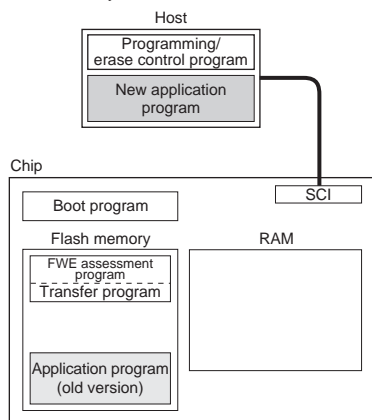 Host
Programming/
erase control program
New application
program
Chip
SCI
Boot program
Flash memory
RAM
FWE assessment
program
Transfer program
Application program
(old version)